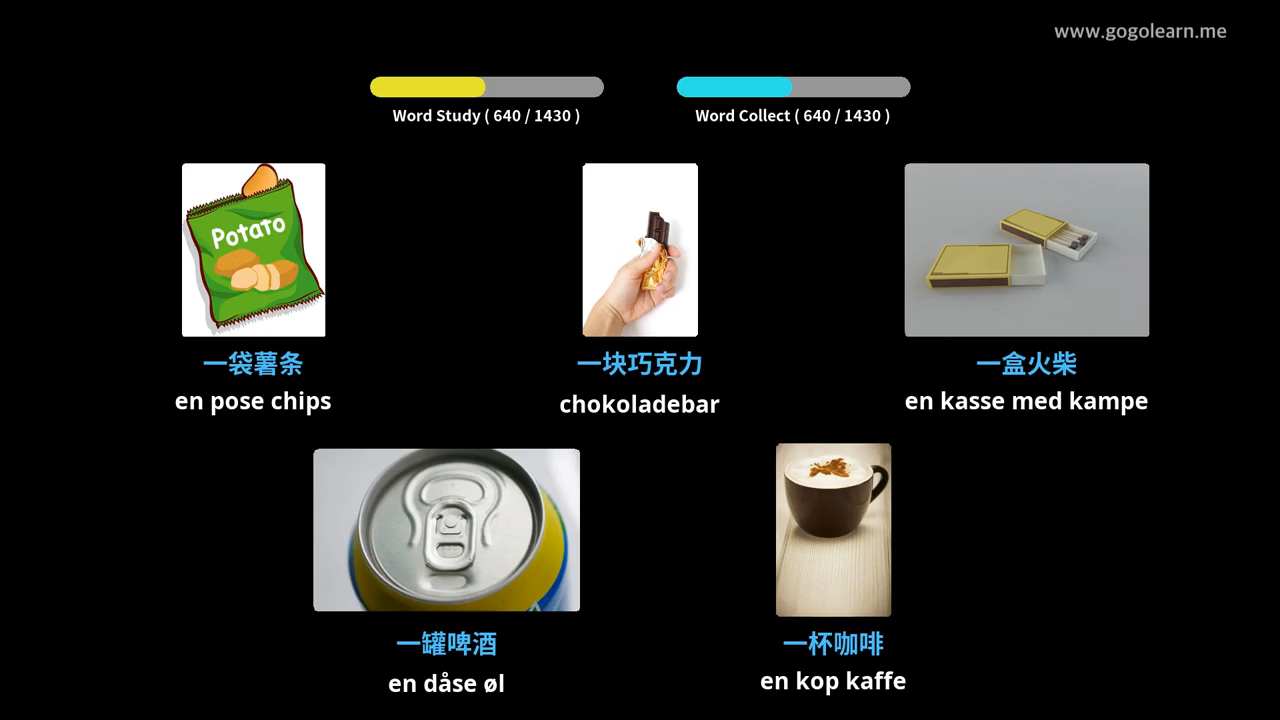 www.gogolearn.me
Word Study ( 640 / 1430 )
Word Collect ( 640 / 1430 )
Potato
一袋薯条
en pose chips
一块巧克力
chokoladebar
一盒火柴
en kasse med kampe
一罐啤酒
en dåse øl
一杯咖啡
en kop kaffe